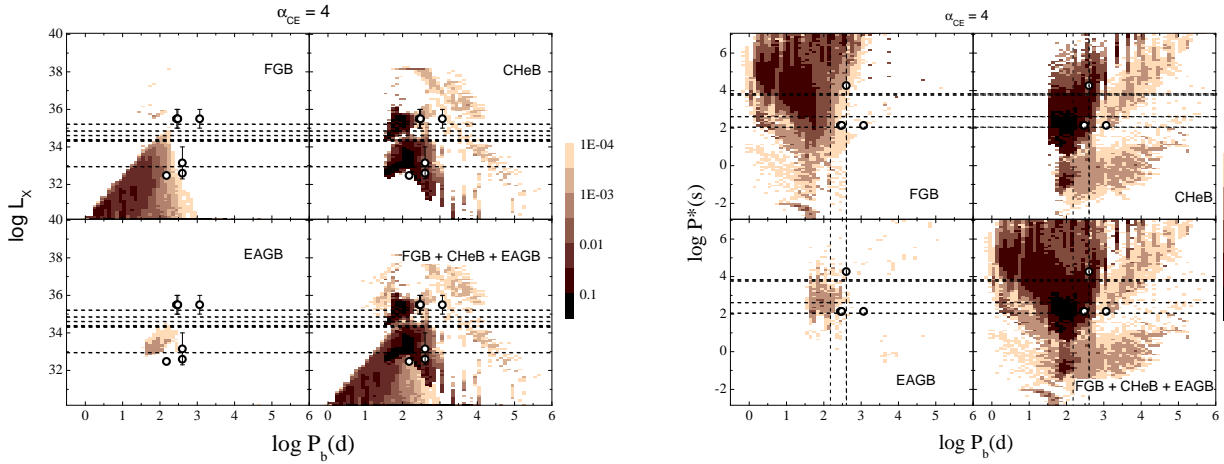 α_CE = 4
log L_X
40
38
36
34
32
40
38
36
34
32
FGB
CHeB
EAGB
FGB + CHeB + EAGB
0 1 2 3 4 5 6 0 1 2 3 4 5 6
log P_b(d)
1E-04
1E-03
0.01
0.1
α_CE = 4
log P*(s)
6
4
2
0
-2
6
4
2
0
-2
FGB
CHeB
EAGB
FGB + CHeB + EAGB
0 1 2 3 4 5 6 0 1 2 3 4 5 6
log P_b(d)